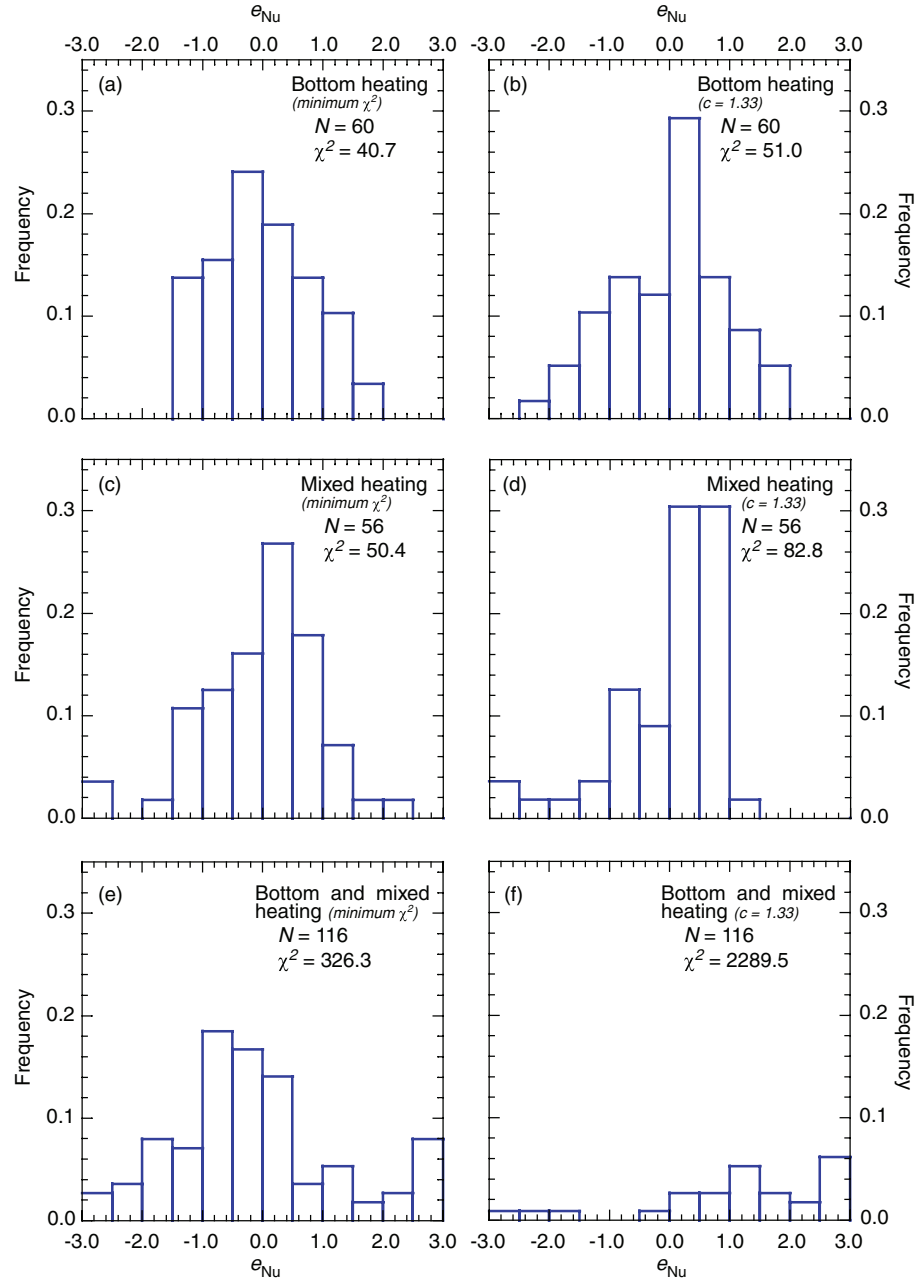 e_Nu e_Nu
-3.0 -2.0 -1.0 0.0 1.0 2.0 3.0 -3.0 -2.0 -1.0 0.0 1.0 2.0 3.0
(a) Bottom heating
(minimum χ²)
N = 60
χ² = 40.7
Frequency
0.3
0.2
0.1
0.0
(b) Bottom heating
(c = 1.33)
N = 60
χ² = 51.0
Frequency
0.3
0.2
0.1
0.0
(c) Mixed heating
(minimum χ²)
N = 56
χ² = 50.4
Frequency
0.3
0.2
0.1
0.0
(d) Mixed heating
(c = 1.33)
N = 56
χ² = 82.8
Frequency
0.3
0.2
0.1
0.0
(e) Bottom and mixed
heating (minimum χ²)
N = 116
χ² = 326.3
Frequency
0.3
0.2
0.1
0.0
(f) Bottom and mixed
heating (c = 1.33)
N = 116
χ² = 2289.5
Frequency
0.3
0.2
0.1
0.0
-3.0 -2.0 -1.0 0.0 1.0 2.0 3.0 -3.0 -2.0 -1.0 0.0 1.0 2.0 3.0
e_Nu e_Nu